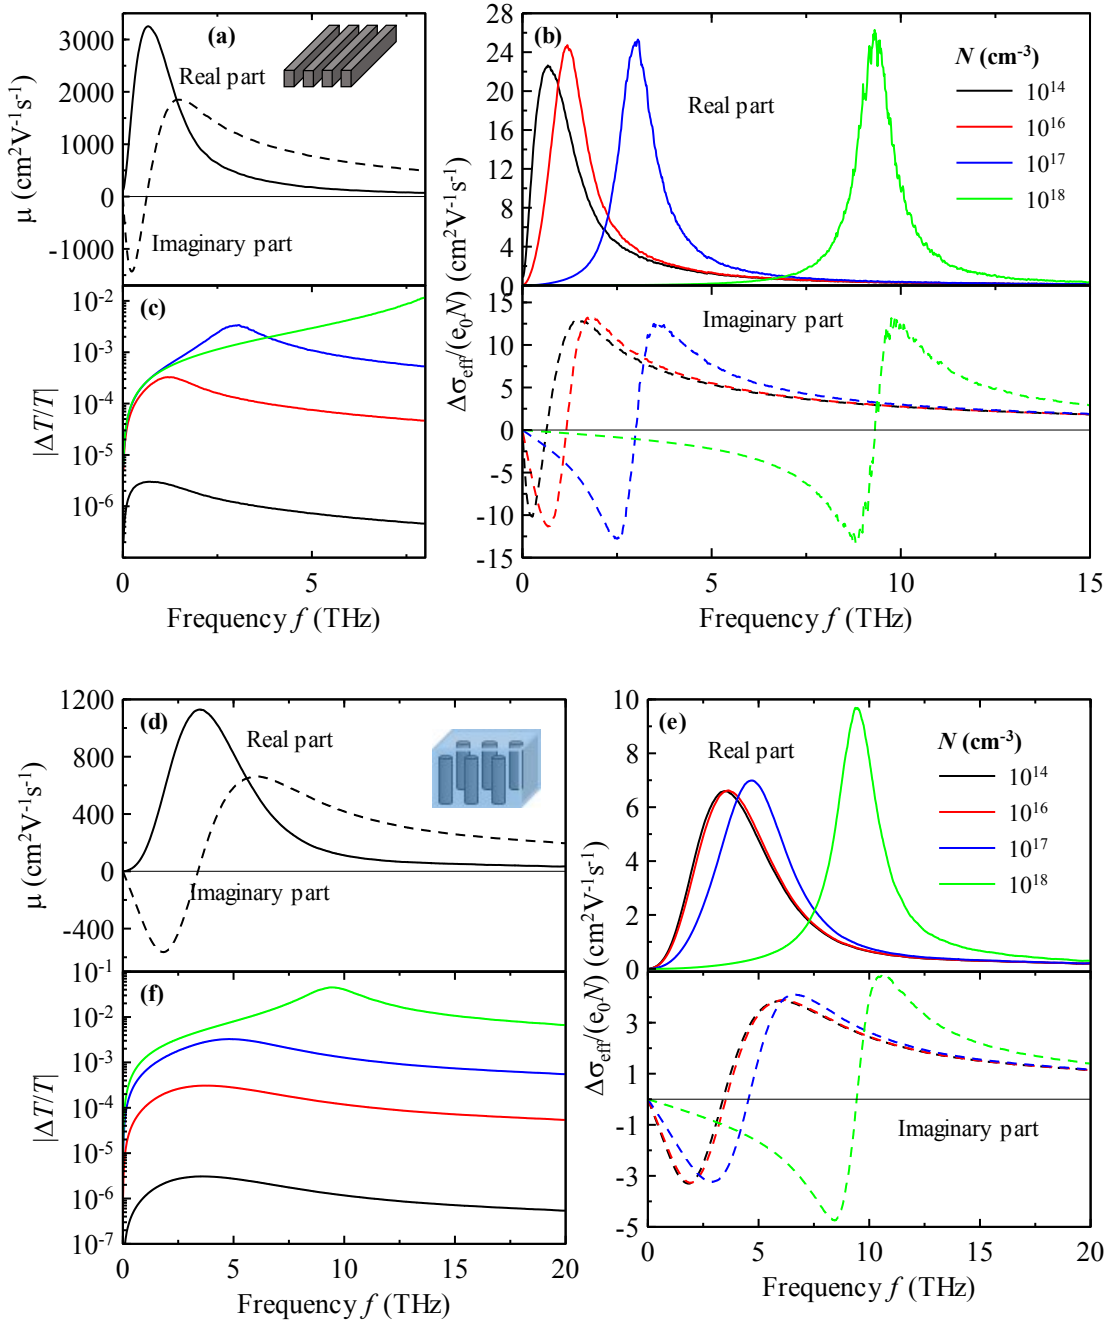 (a)
Real part
Imaginary part
μ (cm²V⁻¹s⁻¹)
3000
2000
1000
0
-1000
(b)
N (cm⁻³)
10¹⁴
10¹⁶
10¹⁷
10¹⁸
Real part
28
24
20
16
12
8
4
0
Imaginary part
10
5
0
-5
-10
-15
Δσeff/(e₀N) (cm²V⁻¹s⁻¹)
0 5 10 15
Frequency f (THz)
(c)
10⁻²
10⁻³
10⁻⁴
10⁻⁵
10⁻⁶
|ΔT/T|
0 5
Frequency f (THz)
(d)
Real part
Imaginary part
μ (cm²V⁻¹s⁻¹)
1200
800
400
0
-400
(e)
N (cm⁻³)
10¹⁴
10¹⁶
10¹⁷
10¹⁸
Real part
10
8
6
4
2
0
Imaginary part
3
1
-1
-3
-5
Δσeff/(e₀N) (cm²V⁻¹s⁻¹)
0 5 10 15 20
Frequency f (THz)
(f)
10⁻¹
10⁻²
10⁻³
10⁻⁴
10⁻⁵
10⁻⁶
10⁻⁷
|ΔT/T|
0 5 10 15 20
Frequency f (THz)